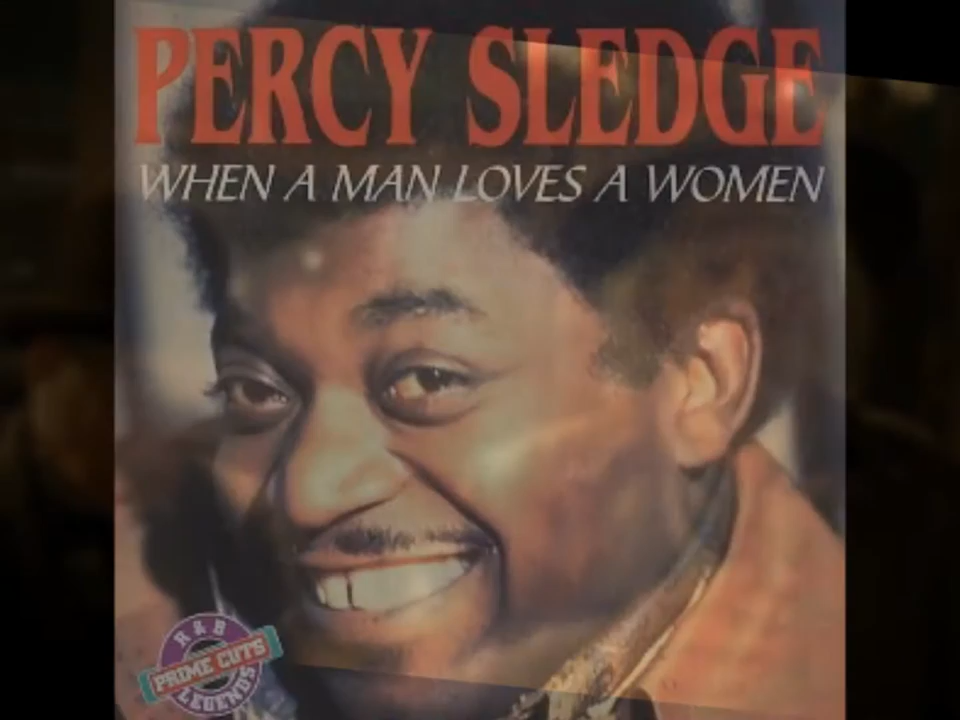 PERCY SLEDGE
WHEN A MAN LOVES A WOMEN
R & B
PRIME CUTS
LEGENDS